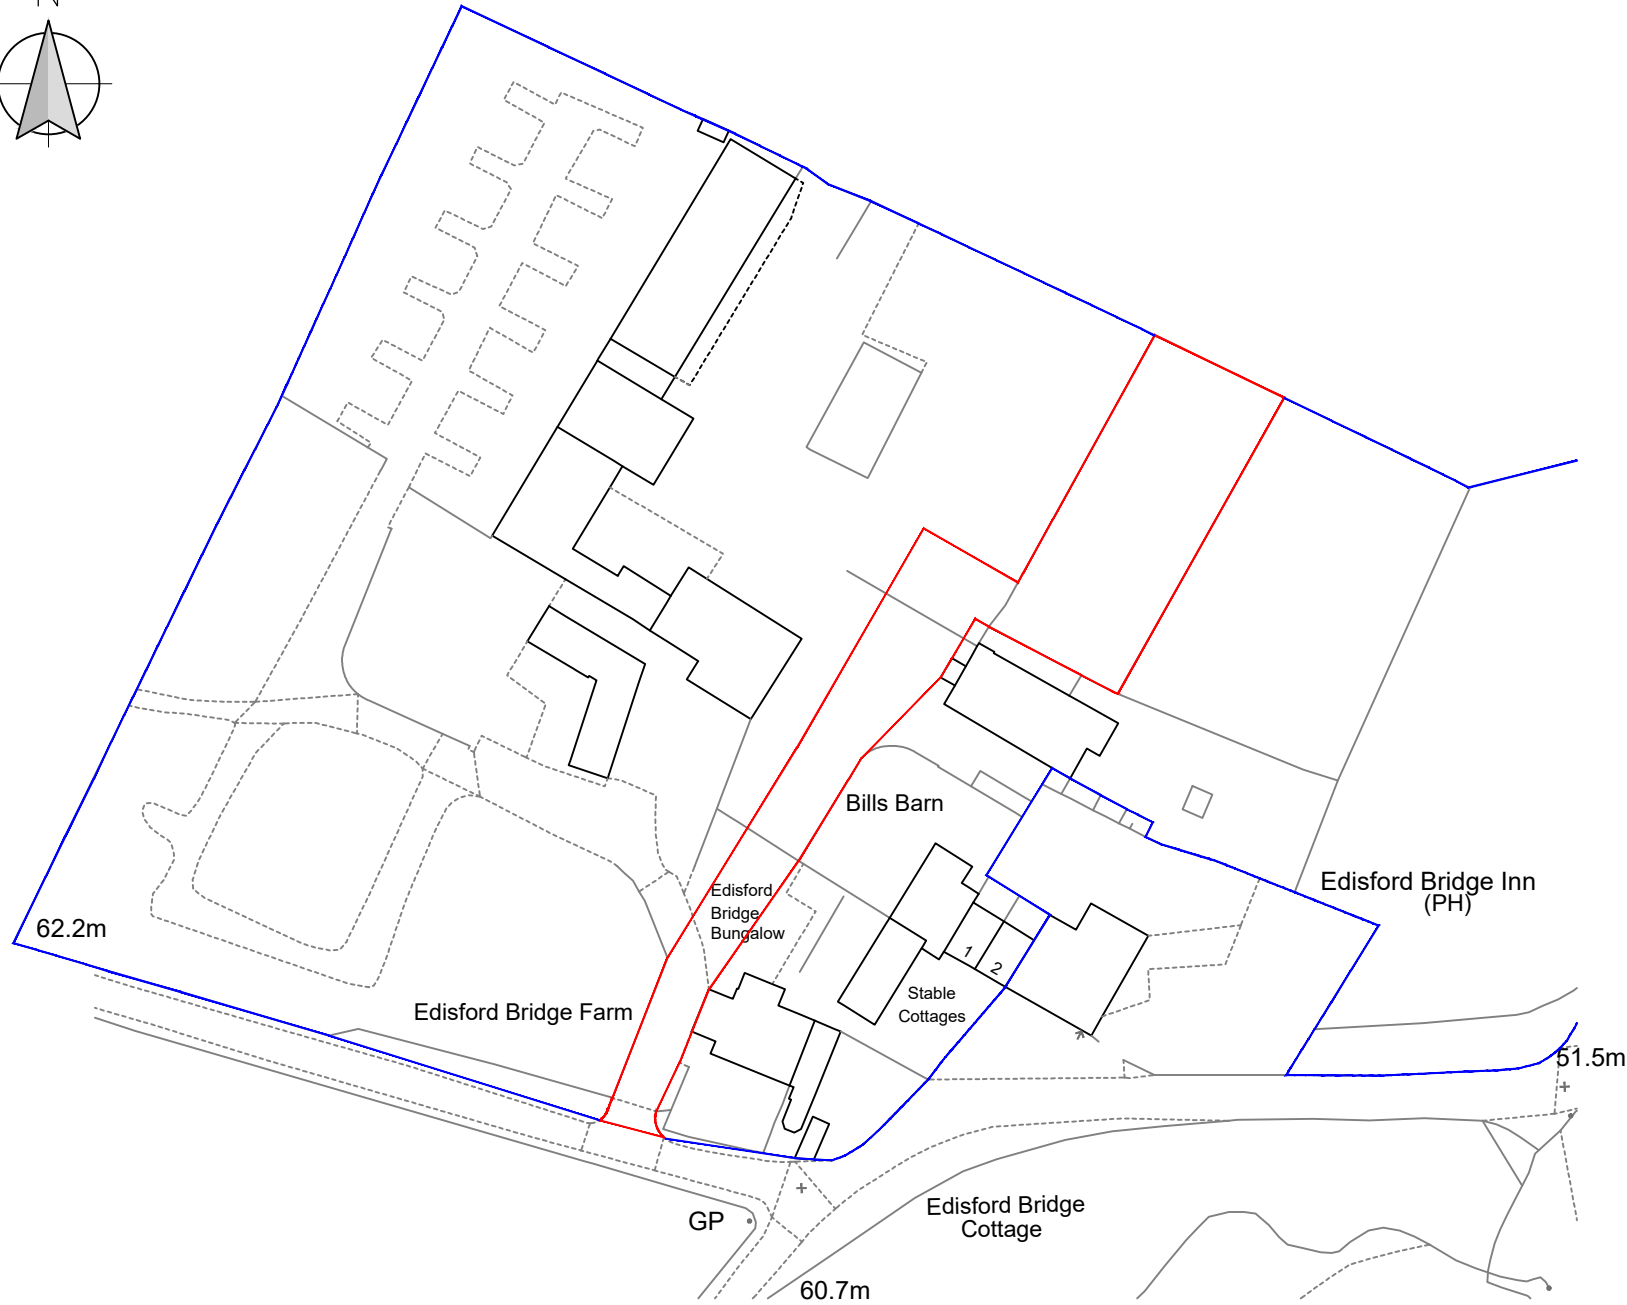 N
Bills Barn
Edisford Bridge Inn
(PH)
Edisford
Bridge
Bungalow
62.2m
1
2
Stable
Cottages
Edisford Bridge Farm
51.5m
Edisford Bridge
Cottage
GP
60.7m